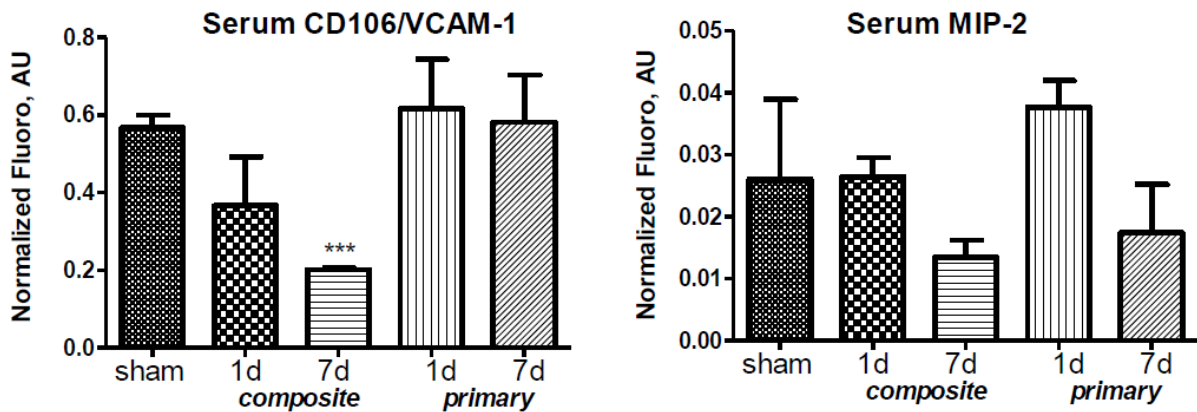 Serum CD106/VCAM-1
Normalized Fluoro, AU
0.8
0.6
0.4
0.2
0.0
***
sham 1d 7d 1d 7d
composite primary
Serum MIP-2
Normalized Fluoro, AU
0.05
0.04
0.03
0.02
0.01
0.00
sham 1d 7d 1d 7d
composite primary